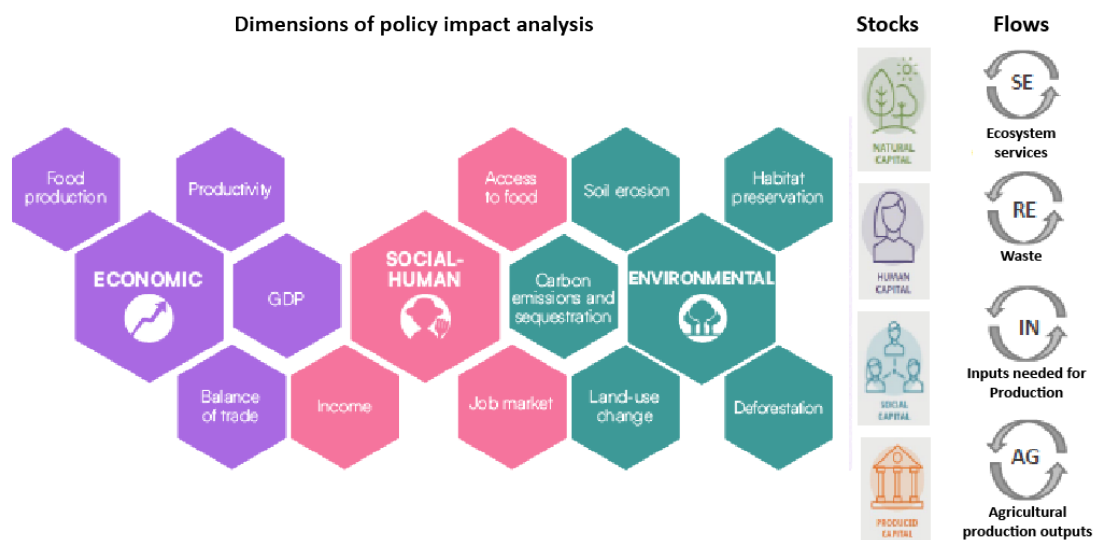 Dimensions of policy impact analysis
Stocks
Flows
Food
production
Productivity
ECONOMIC
GDP
Balance
of trade
Income
SOCIAL-
HUMAN
Access
to food
Job market
Soil erosion
Habitat
preservation
Carbon
emissions and
sequestration
ENVIRONMENTAL
Land-use
change
Deforestation
NATURAL
CAPITAL
HUMAN
CAPITAL
SOCIAL
CAPITAL
PRODUCED
CAPITAL
SE
Ecosystem
services
RE
Waste
IN
Inputs needed for
Production
AG
Agricultural
production outputs